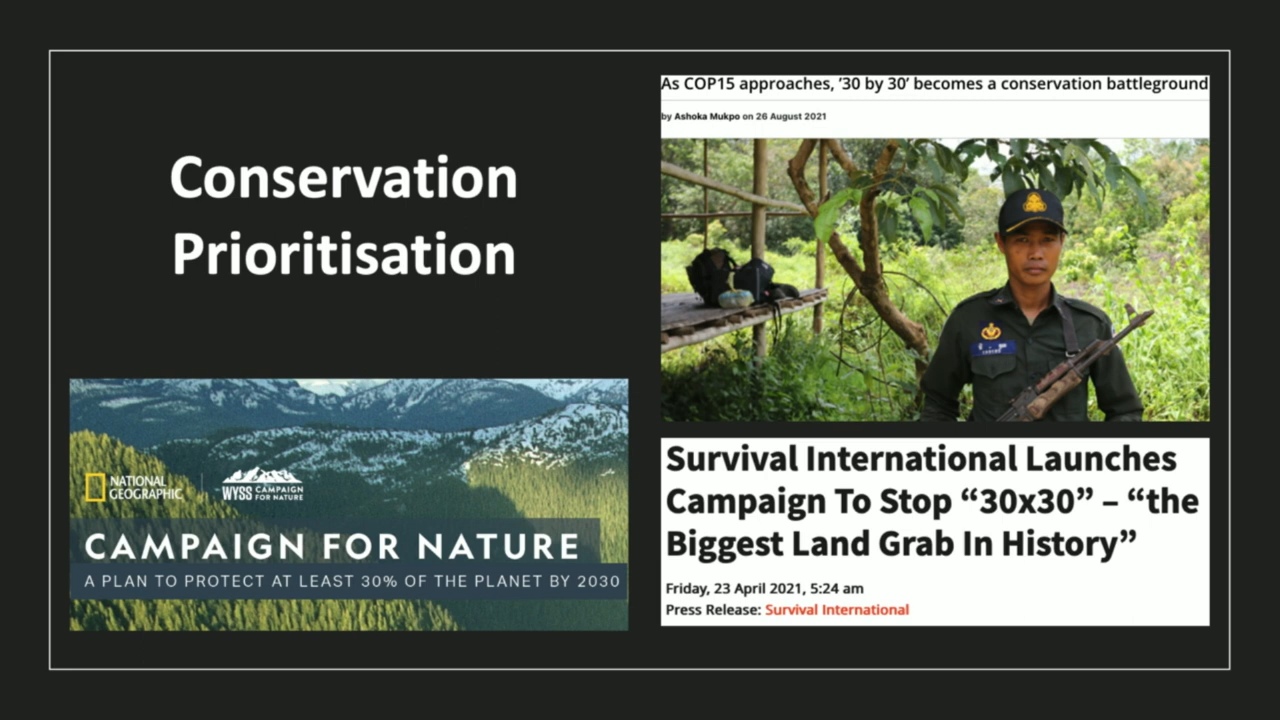 Conservation
Prioritisation
NATIONAL
GEOGRAPHIC
WYSS CAMPAIGN
FOR NATURE
CAMPAIGN FOR NATURE
A PLAN TO PROTECT AT LEAST 30% OF THE PLANET BY 2030
As COP15 approaches, ‘30 by 30’ becomes a conservation battleground
by Ashoka Mukpo on 26 August 2021
Survival International Launches
Campaign To Stop “30x30” – “the
Biggest Land Grab In History”
Friday, 23 April 2021, 5:24 am
Press Release: Survival International